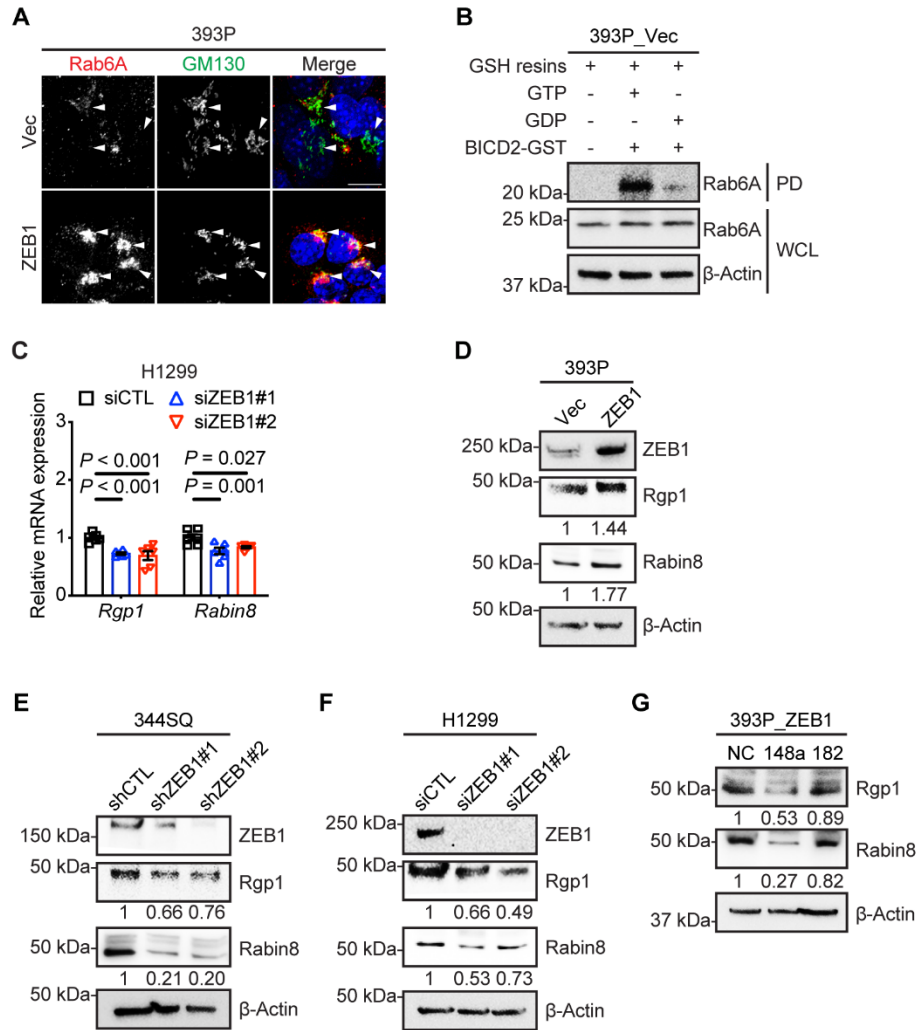 A
393P
Rab6A GM130 Merge
Vec
ZEB1
B
393P_Vec
GSH resins + + +
GTP - + -
GDP - - +
BICD2-GST - + +
20 kDa- Rab6A PD
25 kDa- Rab6A
WCL
37 kDa- β-Actin
C
H1299
siCTL siZEB1#1
siZEB1#2
Relative mRNA expression
3
2
1
0
P < 0.001 P = 0.027
P < 0.001 P = 0.001
Rgp1 Rabin8
D
393P
Vec ZEB1
250 kDa- ZEB1
50 kDa- Rgp1
1 1.44
50 kDa- Rabin8
1 1.77
50 kDa- β-Actin
E
344SQ
shCTL shZEB1#1 shZEB1#2
150 kDa- ZEB1
50 kDa- Rgp1
1 0.66 0.76
50 kDa- Rabin8
1 0.21 0.20
50 kDa- β-Actin
F
H1299
siCTL siZEB1#1 siZEB1#2
250 kDa- ZEB1
50 kDa- Rgp1
1 0.66 0.49
50 kDa- Rabin8
1 0.53 0.73
50 kDa- β-Actin
G
393P_ZEB1
NC 148a 182
50 kDa- Rgp1
1 0.53 0.89
50 kDa- Rabin8
1 0.27 0.82
37 kDa- β-Actin